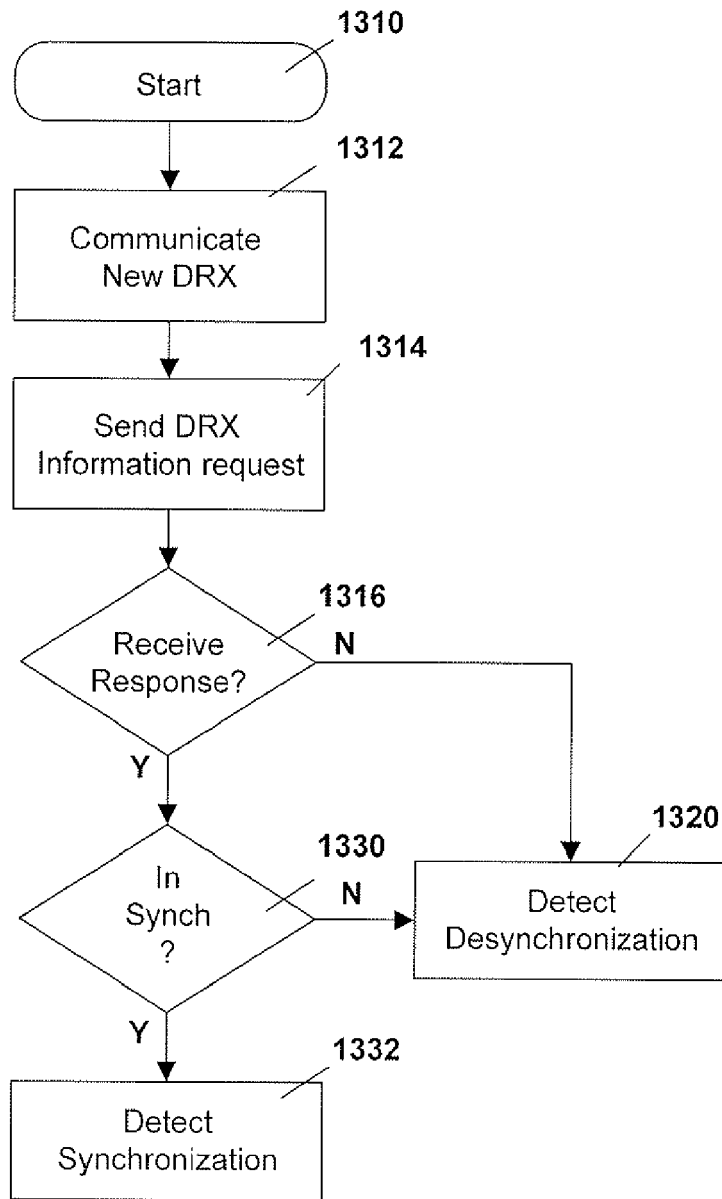 1310
Start
1312
Communicate
New DRX
1314
Send DRX
Information request
1316
Receive
Response?
N
Y
1320
1330
In
Synch
?
N
Detect
Desynchronization
Y
1332
Detect
Synchronization